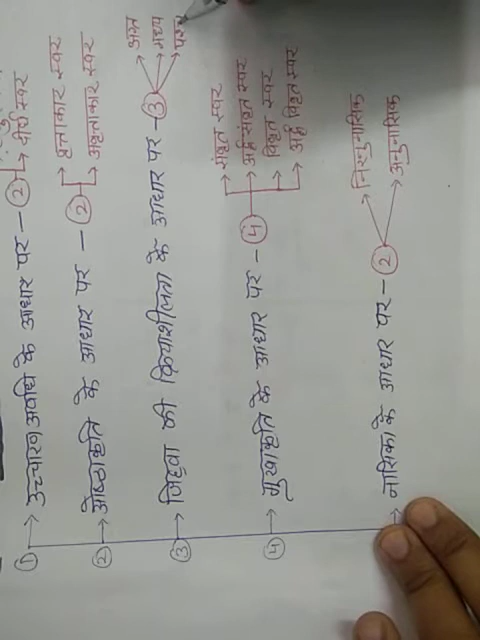 ① → उच्चारण अवधि के आधार पर – ②
→ दीर्घ स्वर
② → ओष्ठाकृति के आधार पर – ②
→ वृत्ताकार स्वर
→ अवृत्ताकार स्वर
③ → जिह्वा की क्रियाशीलता के आधार पर – ③
→ अग्र
→ मध्य
→ पश्च
④ → मुखाकृति के आधार पर – ④
→ संवृत स्वर
→ अर्द्ध संवृत स्वर
→ विवृत स्वर
→ अर्द्ध विवृत स्वर
→ नासिका के आधार पर – ②
→ निरनुनासिक
→ अनुनासिक